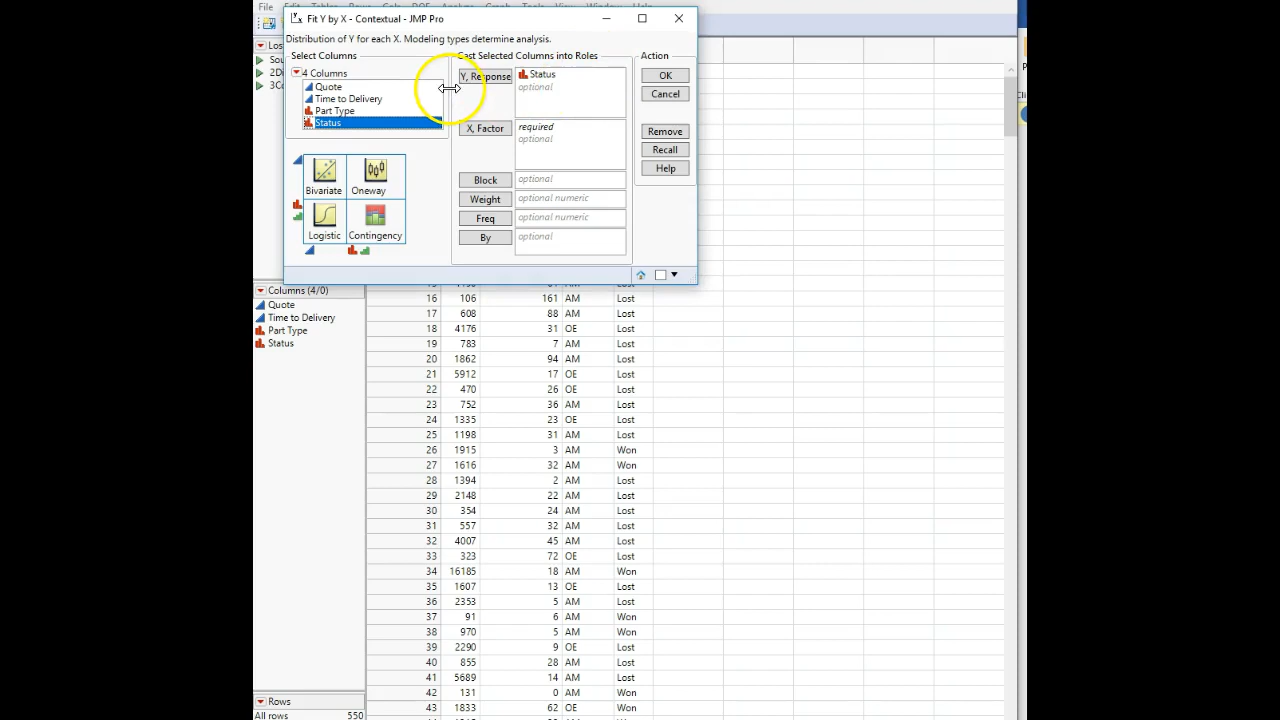 File Tables DOE Analyze Graph Tools View Window Help
Fit Y by X - Contextual - JMP Pro
Distribution of Y for each X. Modeling types determine analysis.
Select Columns
4 Columns
Quote
Time to Delivery
Part Type
Status
Cast Selected Columns into Roles
Y, Response
Status
optional
X, Factor
required
optional
Block
optional
Weight
optional numeric
Freq
optional numeric
By
optional
Action
OK
Cancel
Remove
Recall
Help
Bivariate
Oneway
Logistic
Contingency
Columns (4/0)
Quote
Time to Delivery
Part Type
Status
16 106 161 AM Lost
17 608 88 AM Lost
18 4176 31 OE Lost
19 783 7 AM Lost
20 1862 94 AM Lost
21 5912 17 OE Lost
22 470 26 OE Lost
23 752 36 AM Lost
24 1335 23 OE Lost
25 1198 31 AM Lost
26 1915 3 AM Won
27 1616 32 AM Won
28 1394 2 AM Lost
29 2148 22 AM Lost
30 354 24 AM Lost
31 557 32 AM Lost
32 4007 45 AM Lost
33 323 72 OE Lost
34 16185 18 AM Won
35 1607 13 OE Lost
36 2353 5 AM Lost
37 91 6 AM Won
38 970 5 AM Won
39 2290 9 OE Lost
40 855 28 AM Lost
41 5689 14 AM Lost
42 131 0 AM Won
43 1833 62 OE Won
Rows
All rows 550